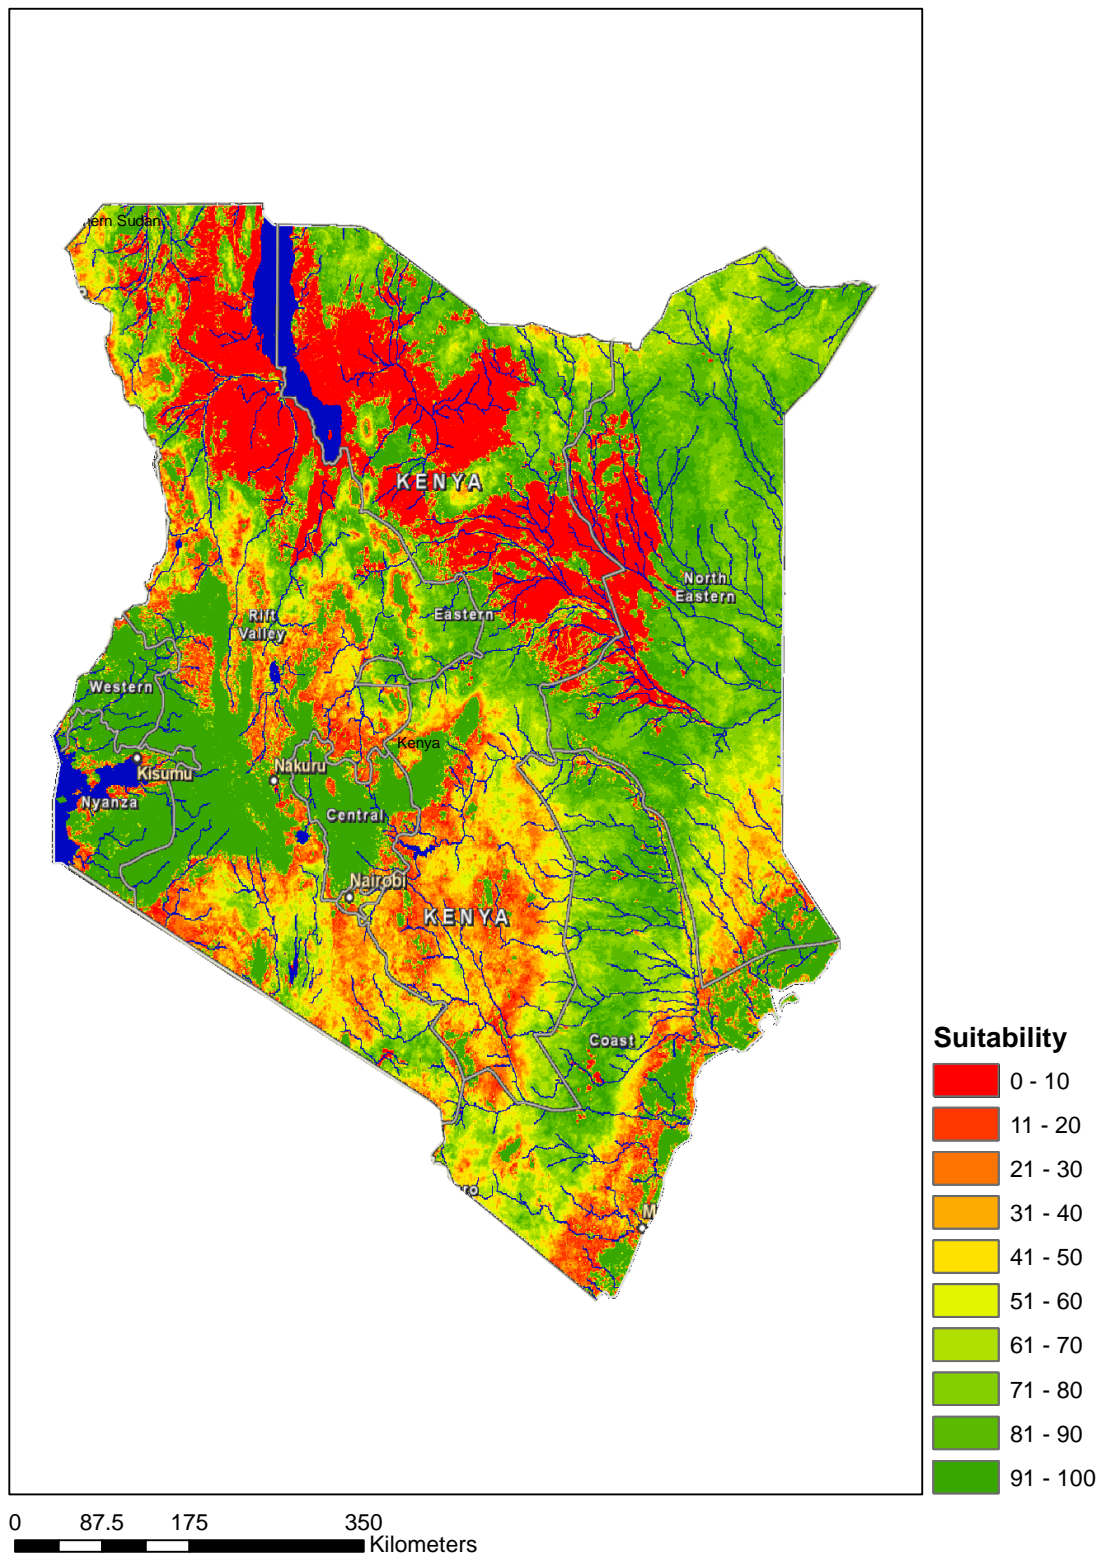 ern Sudan
KENYA
North
Eastern
Eastern
Rift
Valley
Western
Kenya
Kisumu
Nakuru
Nyanza
Central
Nairobi
KENYA
Coast
ro
M
Suitability
0 - 10
11 - 20
21 - 30
31 - 40
41 - 50
51 - 60
61 - 70
71 - 80
81 - 90
91 - 100
0 87.5 175 350
Kilometers